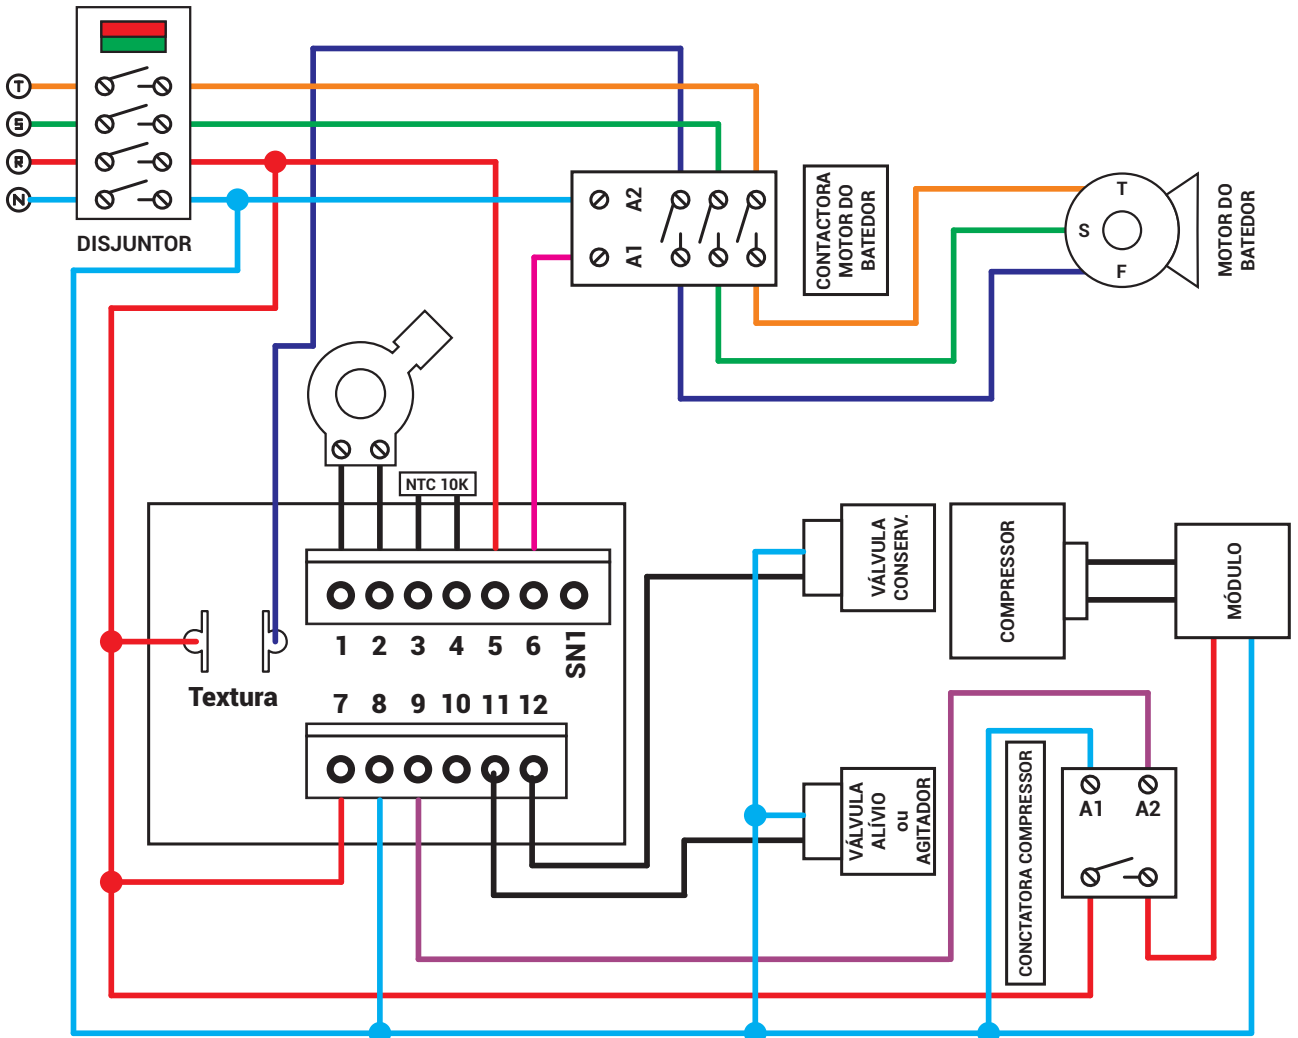 T
S
R
N
DISJUNTOR
A2
A1
CONTACTORA
MOTOR DO
BATEDOR
T
S
F
MOTOR DO
BATEDOR
NTC 10K
1 2 3 4 5 6 SN1
Textura
7 8 9 10 11 12
VÁLVULA
CONSERV.
COMPRESSOR
MÓDULO
VÁLVULA
ALÍVIO
ou
AGITADOR
CONCTATORA COMPRESSOR
A1 A2